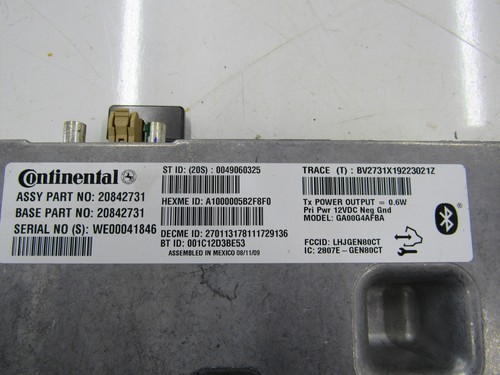 Continental
ASSY PART NO: 20842731
BASE PART NO: 20842731
SERIAL NO (S): WE00041846
ST ID: (20S) : 0049060325
HEXME ID: A1000005B2F8F0
DECME ID: 270113178111729136
BT ID: 001C12D3BE53
ASSEMBLED IN MEXICO 08/11/09
TRACE (T) : BV2731X19223021Z
Tx POWER OUTPUT = 0.6W
Pri Pwr 12VDC Neg Gnd
MODEL: GA00G4AFBA
FCCID: LHJGEN80CT
IC: 2807E-GEN80CT